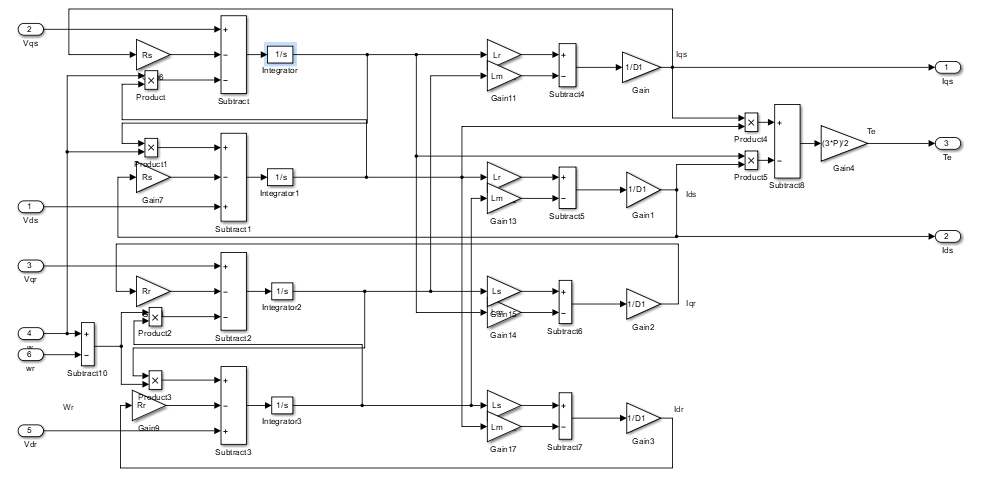 2
Vqs
Rs
Product
+
−
−
Subtract
1/s
Integrator
Lr
Lm
Gain11
+
−
Subtract4
1/D1
Gain
Iqs
1
Iqs
Product4
Product5
+
−
Subtract8
(3*P)/2
Gain4
Te
3
Te
Product1
Rs
Gain7
1
Vds
+
−
+
Subtract1
1/s
Integrator1
Lr
Lm
Gain13
+
−
Subtract5
1/D1
Gain1
Ids
2
Ids
3
Vqr
Rr
Product2
+
−
−
Subtract2
1/s
Integrator2
Ls
Gain15
Gain14
+
−
Subtract6
1/D1
Gain2
Iqr
4
6
wr
+
−
Subtract10
Wr
Product3
Rr
Gain9
5
Vdr
+
−
+
Subtract3
1/s
Integrator3
Ls
Lm
Gain17
+
−
Subtract7
1/D1
Gain3
Idr